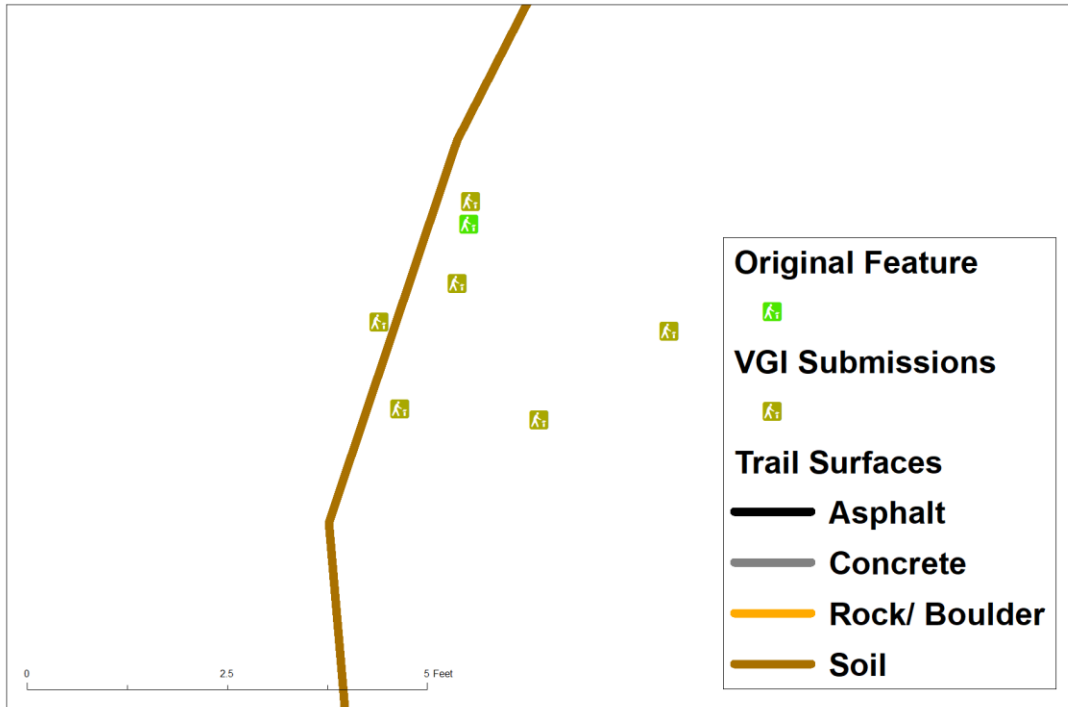 Original Feature
VGI Submissions
Trail Surfaces
Asphalt
Concrete
Rock/ Boulder
Soil
0 2.5 5 Feet